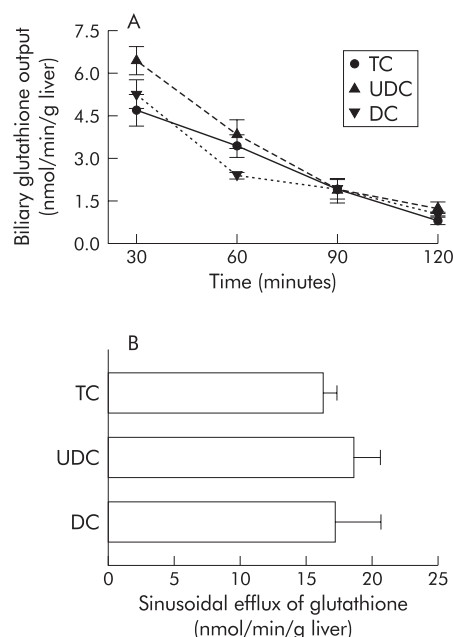 A
Biliary glutathione output
(nmol/min/g liver)
7.5
6.0
4.5
3.0
1.5
0.0
TC
UDC
DC
30 60 90 120
Time (minutes)
B
TC
UDC
DC
0 5 10 15 20 25
Sinusoidal efflux of glutathione
(nmol/min/g liver)